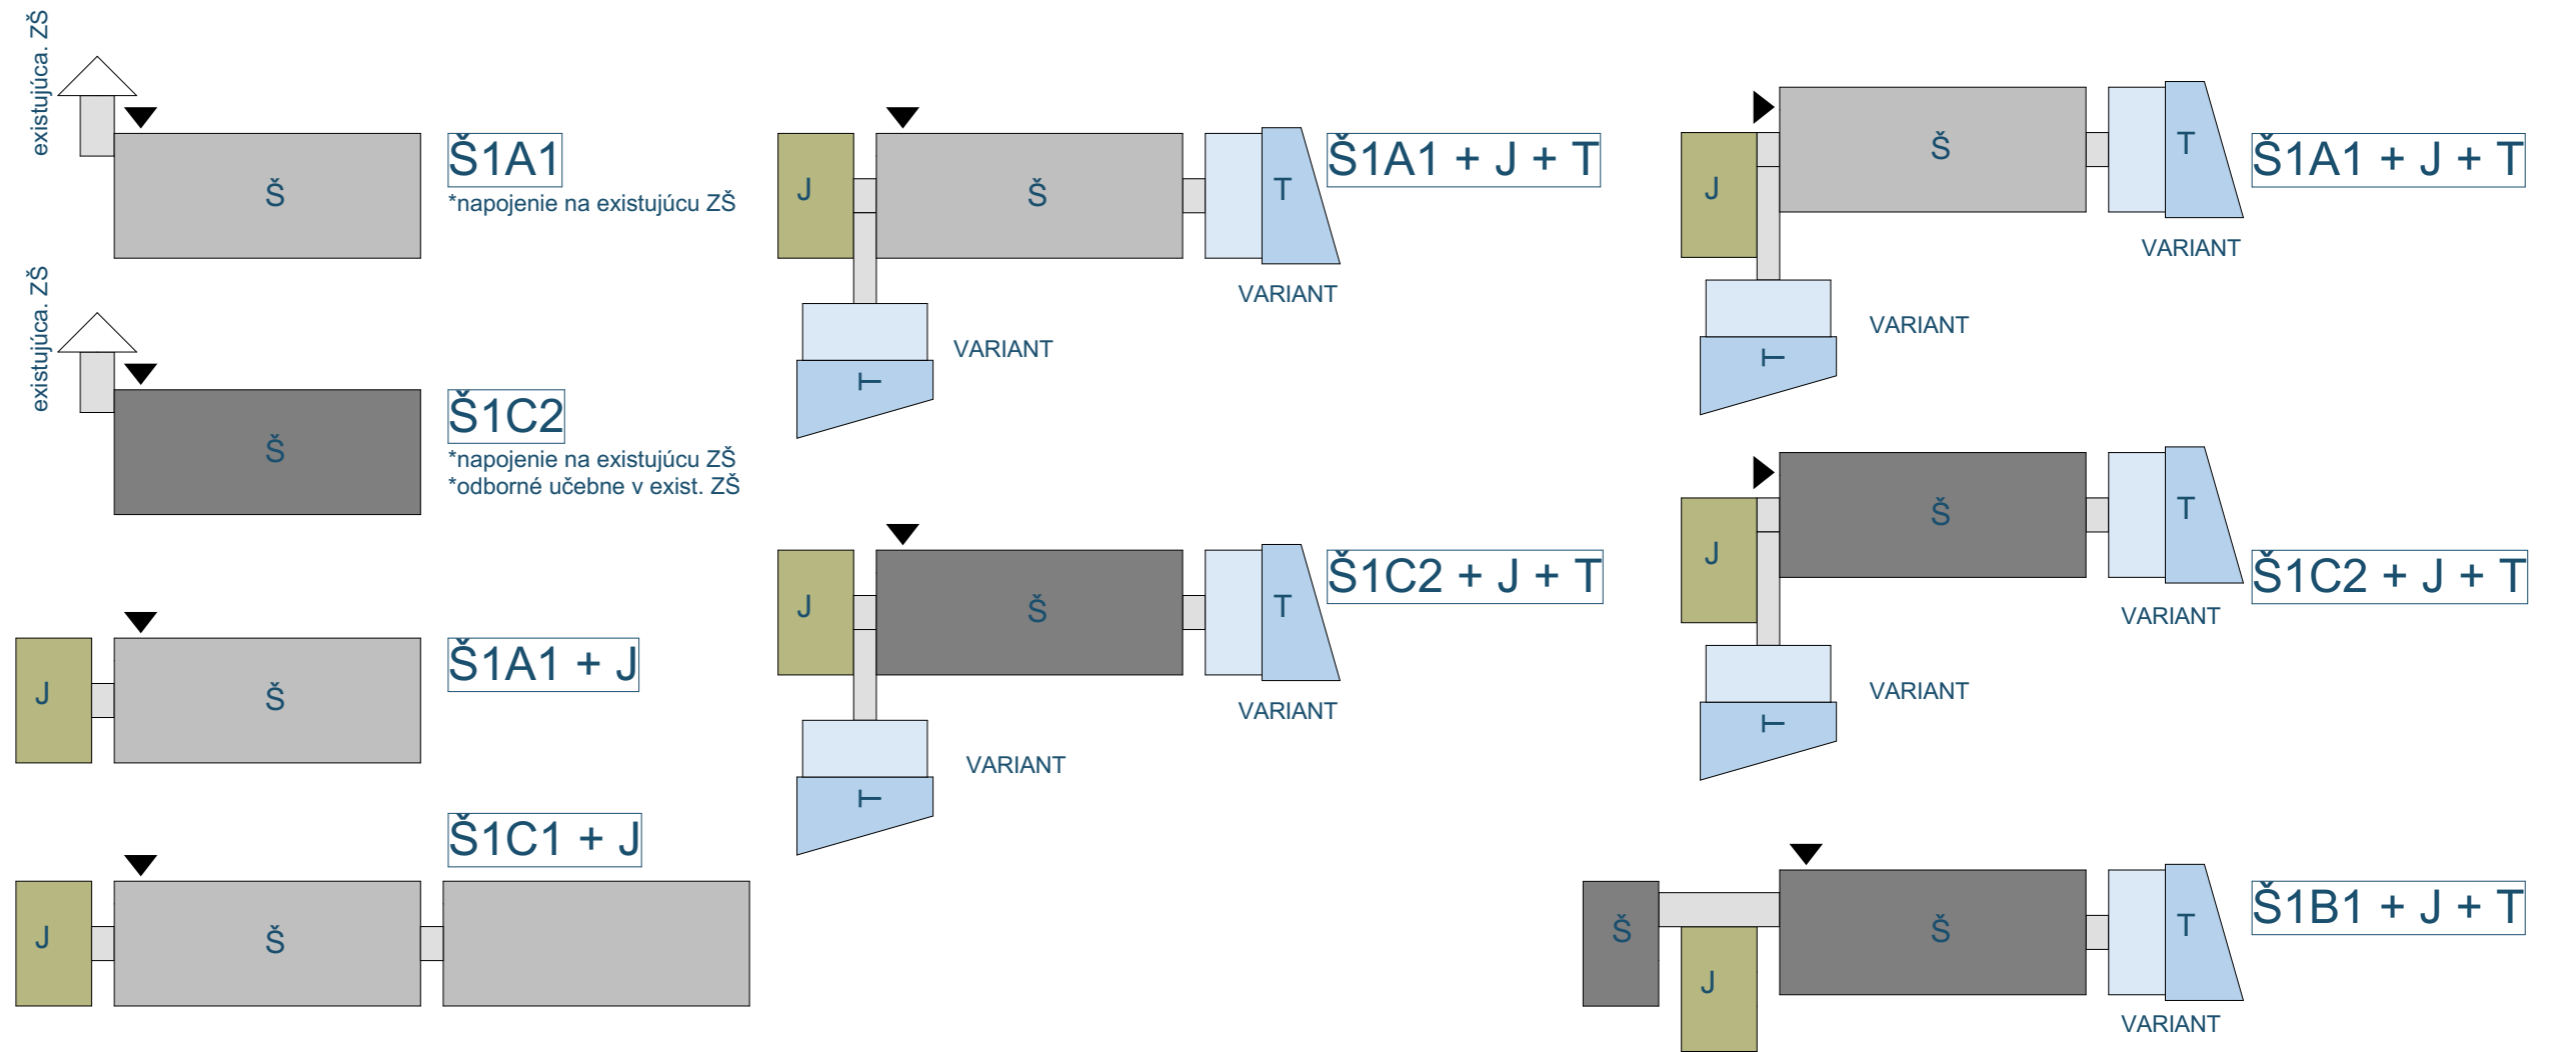 existujúca. ZŠ
Š
Š1A1
*napojenie na existujúcu ZŠ
existujúca. ZŠ
Š
Š1C2
*napojenie na existujúcu ZŠ
*odborné učebne v exist. ZŠ
J
Š
Š1A1 + J
Š1C1 + J
J
Š
J
Š
T
Š1A1 + J + T
VARIANT
VARIANT
T
J
Š
T
Š1C2 + J + T
VARIANT
VARIANT
T
J
Š
T
Š1A1 + J + T
VARIANT
VARIANT
T
J
Š
T
Š1C2 + J + T
VARIANT
VARIANT
T
Š
J
Š
T
Š1B1 + J + T
VARIANT